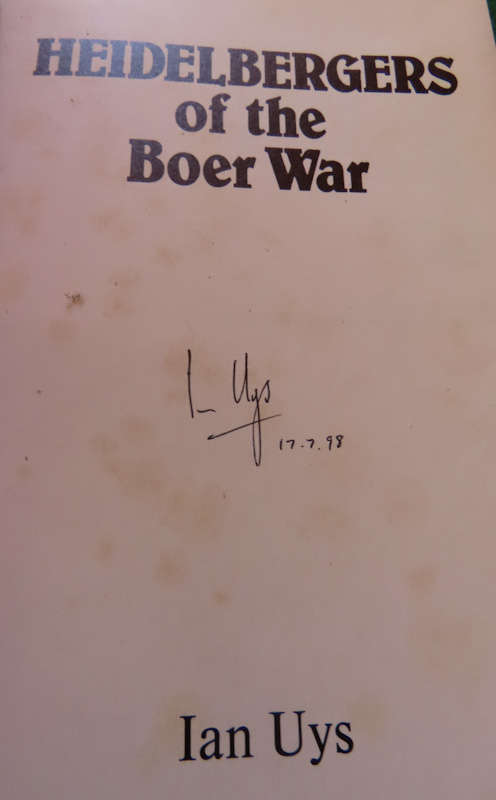 HEIDELBERGERS
of the
Boer War
Ian Uys
17.7.98
Ian Uys